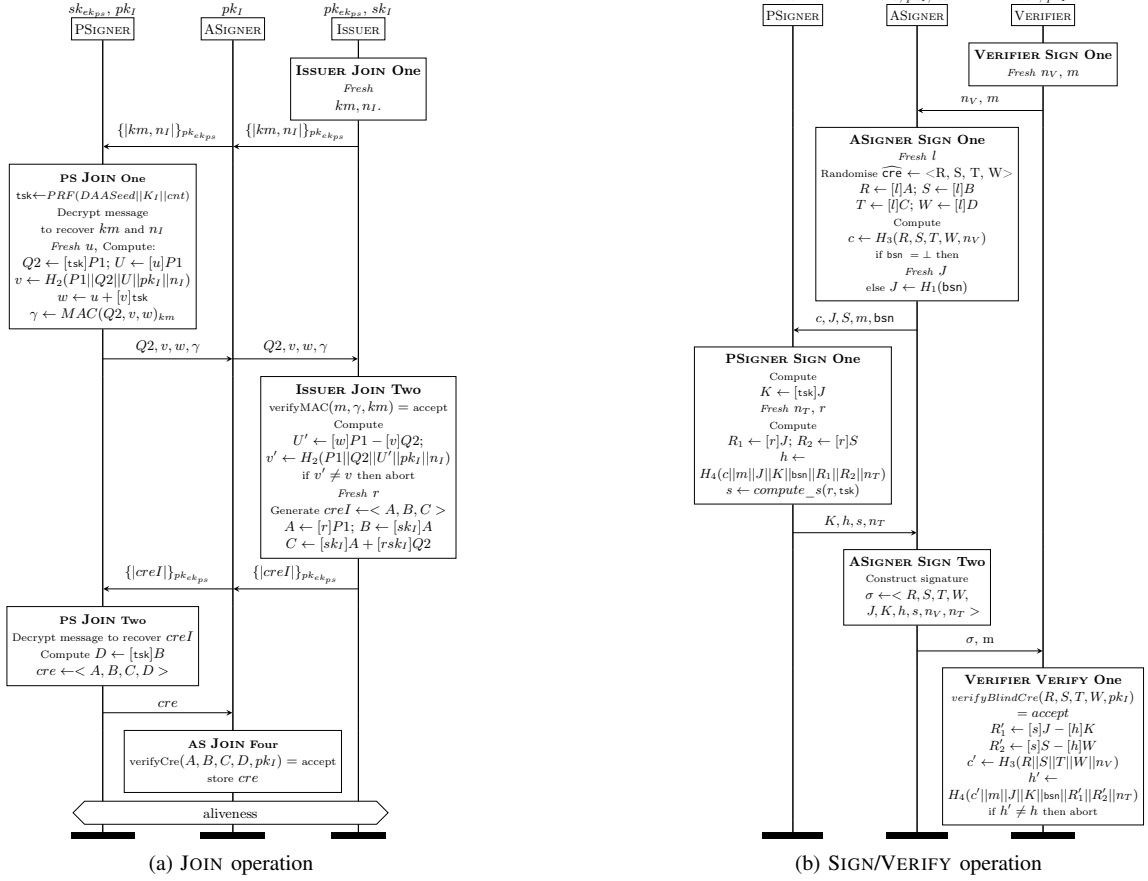 sk_{ek_{ps}}, pk_I
pk_I
pk_{ek_{ps}}, sk_I
PSIGNER
ASIGNER
ISSUER
ISSUER JOIN One
Fresh
km, n_I.
{|km, n_I|}_{pk_{ek_{ps}}}
{|km, n_I|}_{pk_{ek_{ps}}}
PS JOIN One
tsk←PRF(DAASeed||K_I||cnt)
Decrypt message
to recover km and n_I
Fresh u, Compute:
Q2 ← [tsk]P1; U ← [u]P1
v ← H_2(P1||Q2||U||pk_I||n_I)
w ← u + [v]tsk
γ ← MAC(Q2, v, w)_{km}
Q2, v, w, γ
Q2, v, w, γ
ISSUER JOIN TWO
verifyMAC(m, γ, km) = accept
Compute
U′ ← [w]P1 − [v]Q2;
v′ ← H_2(P1||Q2||U′||pk_I||n_I)
if v′ ≠ v then abort
Fresh r
Generate creI ←< A, B, C >
A ← [r]P1; B ← [sk_I]A
C ← [sk_I]A + [rsk_I]Q2
{|creI|}_{pk_{ek_{ps}}}
{|creI|}_{pk_{ek_{ps}}}
PS JOIN TWO
Decrypt message to recover creI
Compute D ← [tsk]B
cre ←< A, B, C, D >
cre
AS JOIN Four
verifyCre(A, B, C, D, pk_I) = accept
store cre
aliveness
(a) JOIN operation
PSIGNER
ASIGNER
VERIFIER
VERIFIER SIGN ONE
Fresh n_V, m
n_V, m
ASIGNER SIGN ONE
Fresh l
Randomise \widehat{cre} ← <R, S, T, W>
R ← [l]A; S ← [l]B
T ← [l]C; W ← [l]D
Compute
c ← H_3(R, S, T, W, n_V)
if bsn = ⊥ then
Fresh J
else J ← H_1(bsn)
c, J, S, m, bsn
PSIGNER SIGN ONE
Compute
K ← [tsk]J
Fresh n_T, r
Compute
R_1 ← [r]J; R_2 ← [r]S
h ←
H_4(c||m||J||K||bsn||R_1||R_2||n_T)
s ← compute_s(r, tsk)
K, h, s, n_T
ASIGNER SIGN TWO
Construct signature
σ ←< R, S, T, W,
J, K, h, s, n_V, n_T >
σ, m
VERIFIER VERIFY ONE
verifyBlindCre(R, S, T, W, pk_I)
= accept
R′_1 ← [s]J − [h]K
R′_2 ← [s]S − [h]W
c′ ← H_3(R||S||T||W||n_V)
h′ ←
H_4(c′||m||J||K||bsn||R′_1||R′_2||n_T)
if h′ ≠ h then abort
(b) SIGN/VERIFY operation